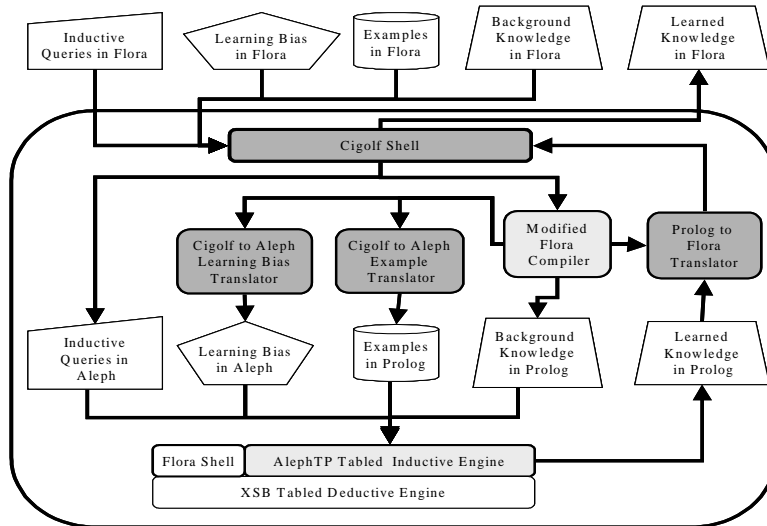 Inductive
Queries in Flora
Learning Bias
in Flora
Examples
in Flora
Background
Knowledge
in Flora
Learned
Knowledge
in Flora
Cigolf Shell
Cigolf to Aleph
Learning Bias
Translator
Cigolf to Aleph
Example
Translator
Modified
Flora
Compiler
Prolog to
Flora
Translator
Inductive
Queries in
Aleph
Learning Bias
in Aleph
Examples
in Prolog
Background
Knowledge
in Prolog
Learned
Knowledge
in Prolog
Flora Shell
AlephTP Tabled Inductive Engine
XSB Tabled Deductive Engine